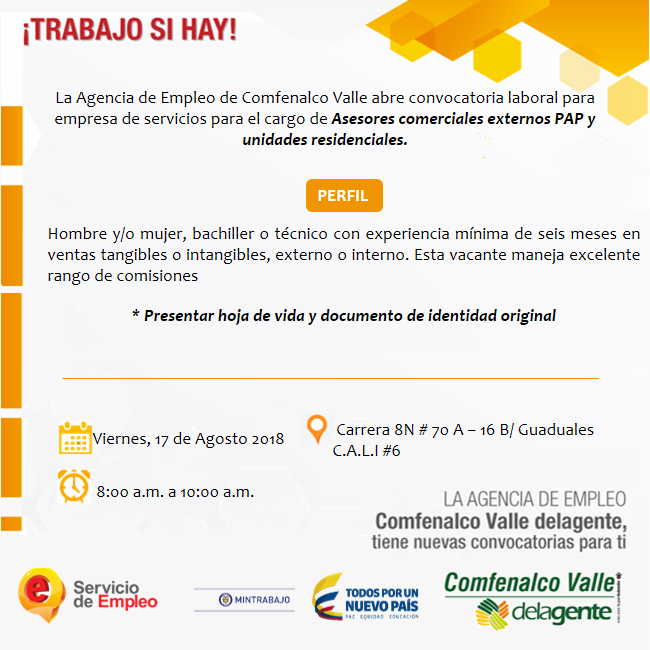 ¡TRABAJO SI HAY!
La Agencia de Empleo de Comfenalco Valle abre convocatoria laboral para
empresa de servicios para el cargo de Asesores comerciales externos PAP y
unidades residenciales.
PERFIL
Hombre y/o mujer, bachiller o técnico con experiencia mínima de seis meses en
ventas tangibles o intangibles, externo o interno. Esta vacante maneja excelente
rango de comisiones
* Presentar hoja de vida y documento de identidad original
Viernes, 17 de Agosto 2018
8:00 a.m. a 10:00 a.m.
Carrera 8N # 70 A – 16 B/ Guaduales
C.A.L.I #6
LA AGENCIA DE EMPLEO
Comfenalco Valle delagente,
tiene nuevas convocatorias para ti
e Servicio
de Empleo
MINTRABAJO
TODOS POR UN
NUEVO PAÍS
PAZ EQUIDAD EDUCACIÓN
Comfenalco Valle
delagente